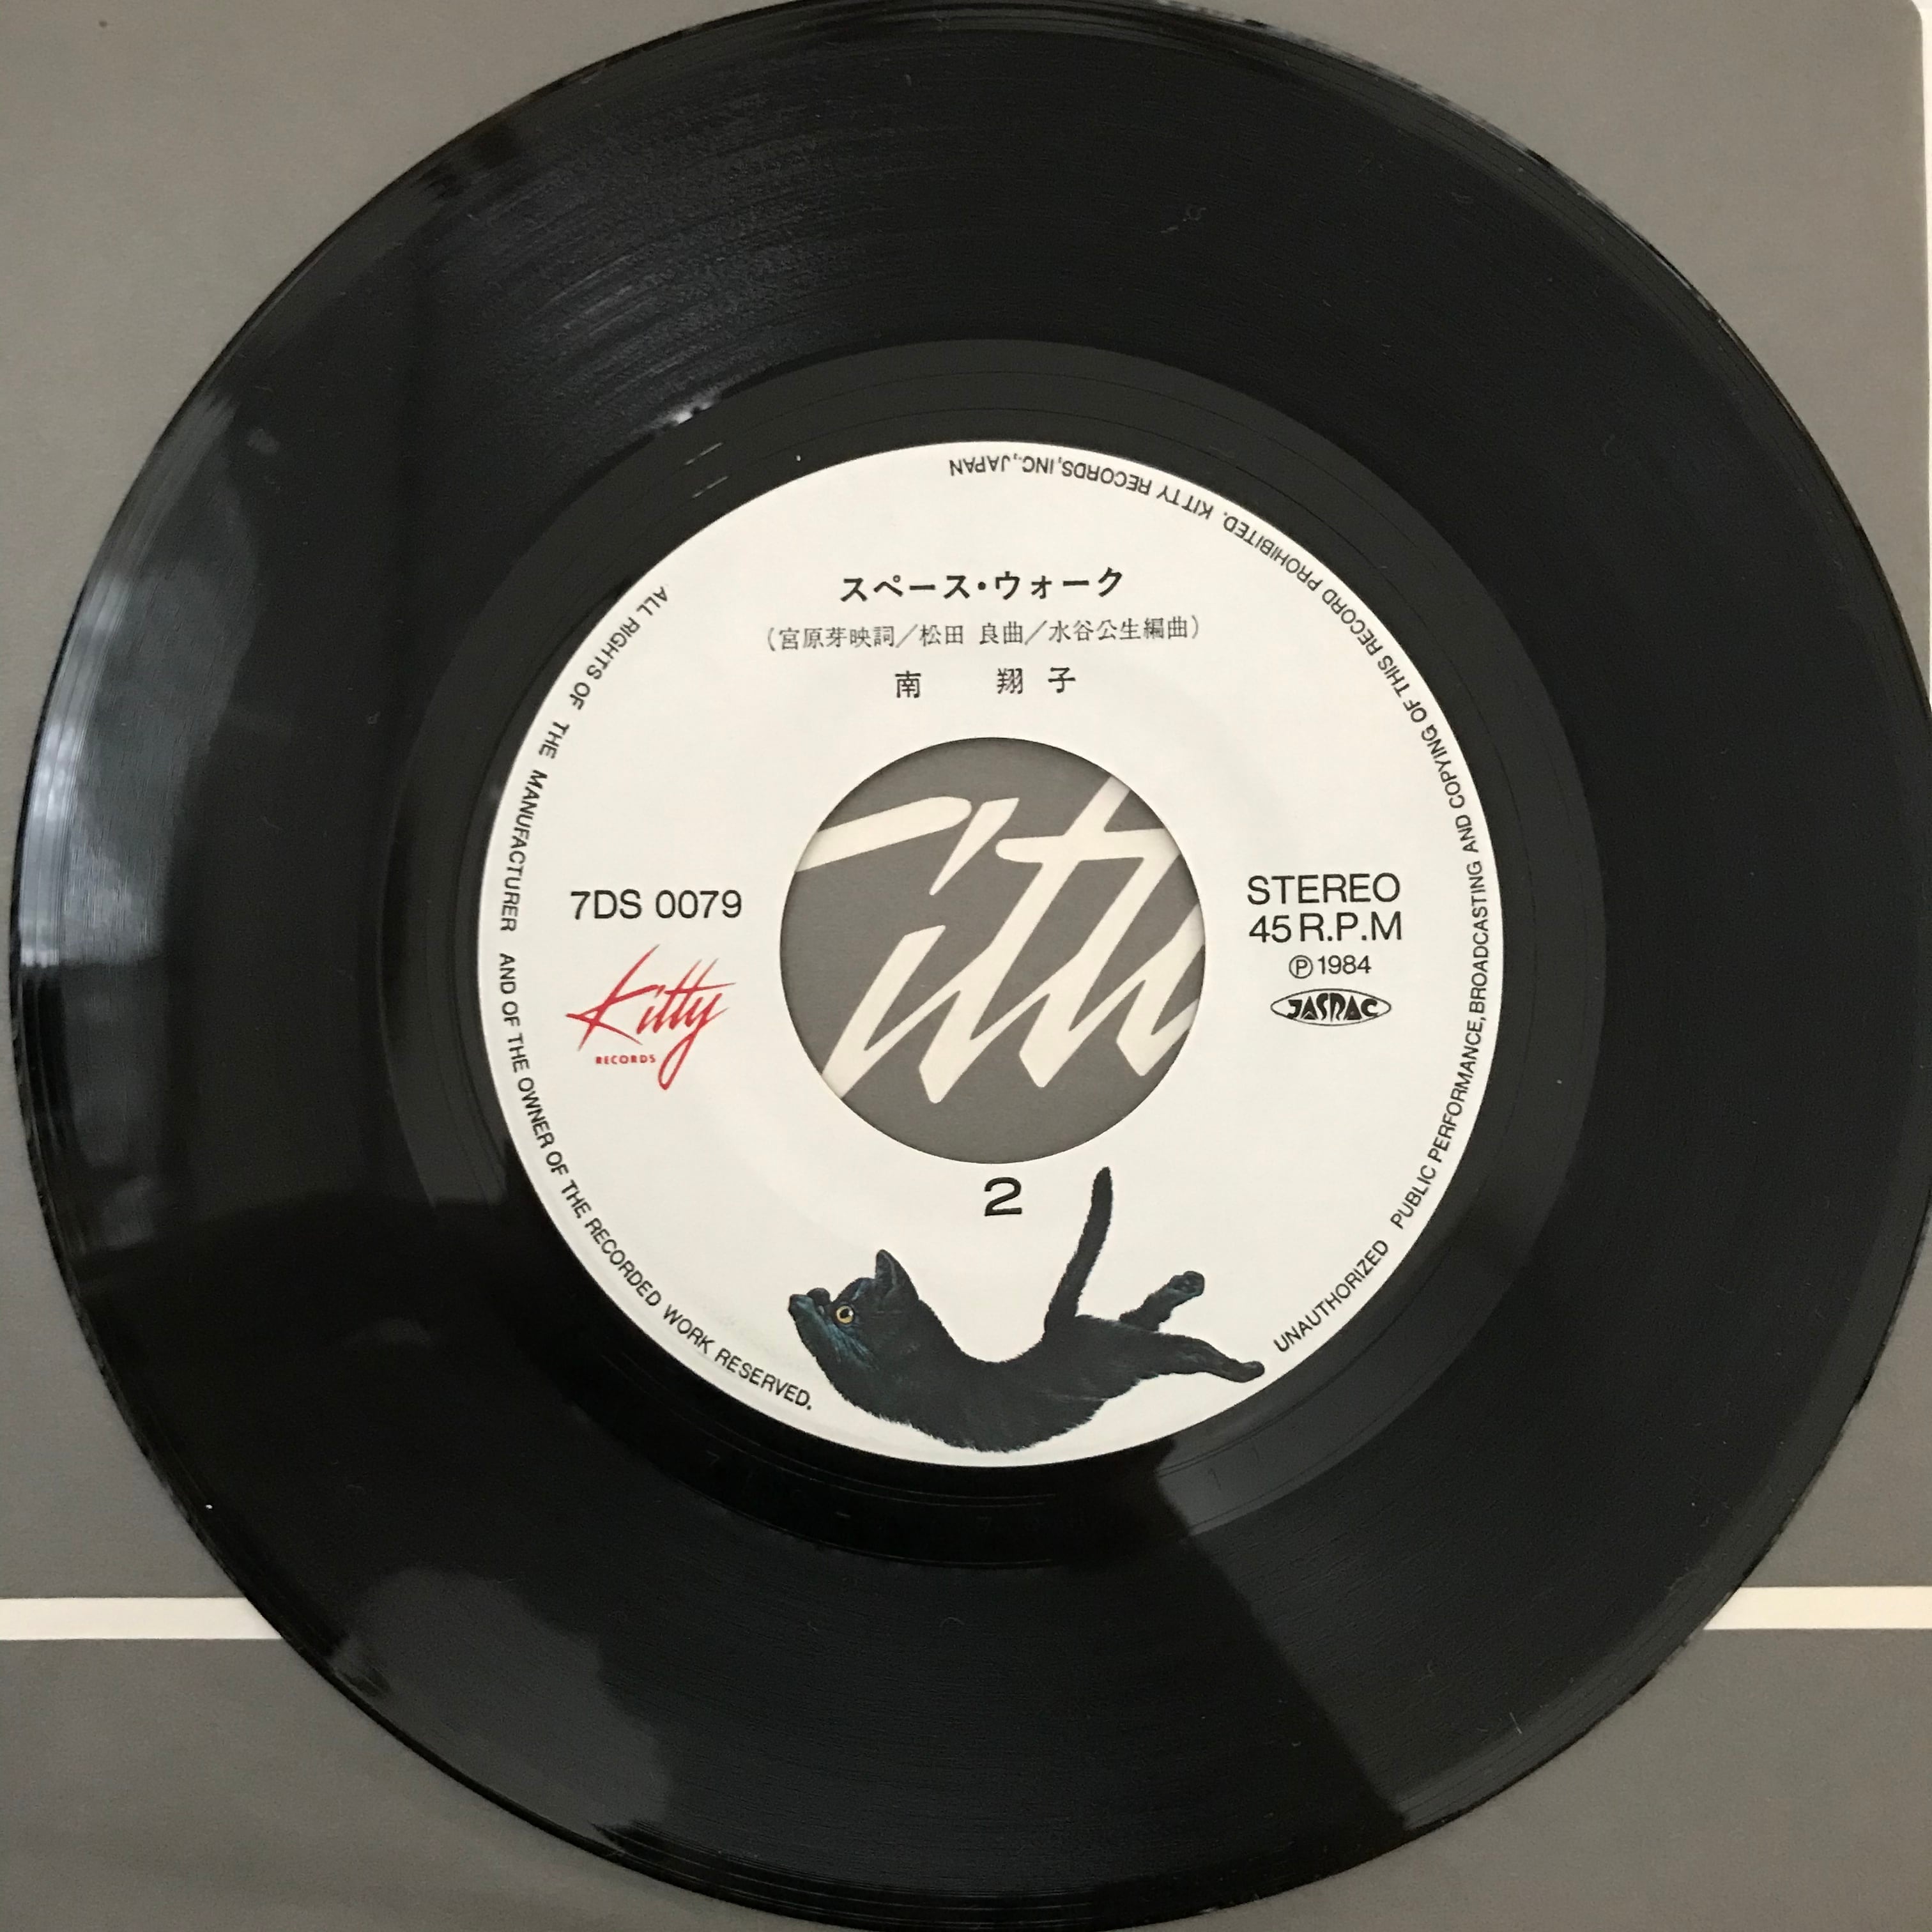 スペース・ウォーク
(宮原芽映詞／松田 良曲／水谷公生編曲)
南 翔子
7DS 0079
Kitty
RECORDS
STEREO
45 R.P.M
Ⓟ1984
JASRAC
2
ALL RIGHTS OF THE MANUFACTURER AND OF THE OWNER OF THE RECORDED WORK RESERVED.
UNAUTHORIZED PUBLIC PERFORMANCE, BROADCASTING AND COPYING OF THIS RECORD PROHIBITED. KITTY RECORDS, INC., JAPAN